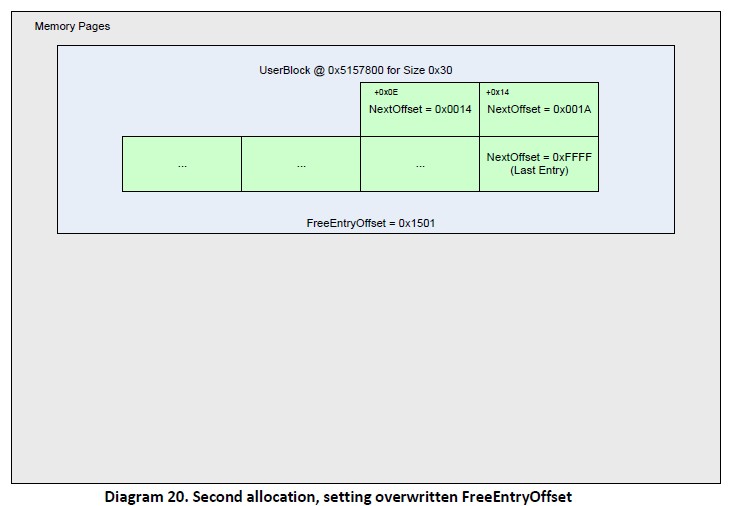 Memory Pages
UserBlock @ 0x5157800 for Size 0x30
+0x0E
NextOffset = 0x0014
+0x14
NextOffset = 0x001A
...
...
...
NextOffset = 0xFFFF
(Last Entry)
FreeEntryOffset = 0x1501
Diagram 20. Second allocation, setting overwritten FreeEntryOffset